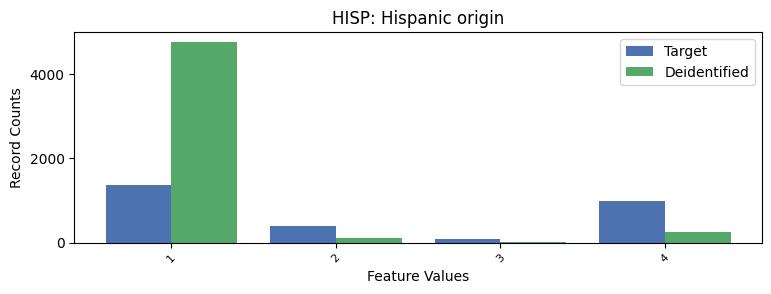 HISP: Hispanic origin
Target
Deidentified
Record Counts
4000
2000
0
1
2
3
4
Feature Values